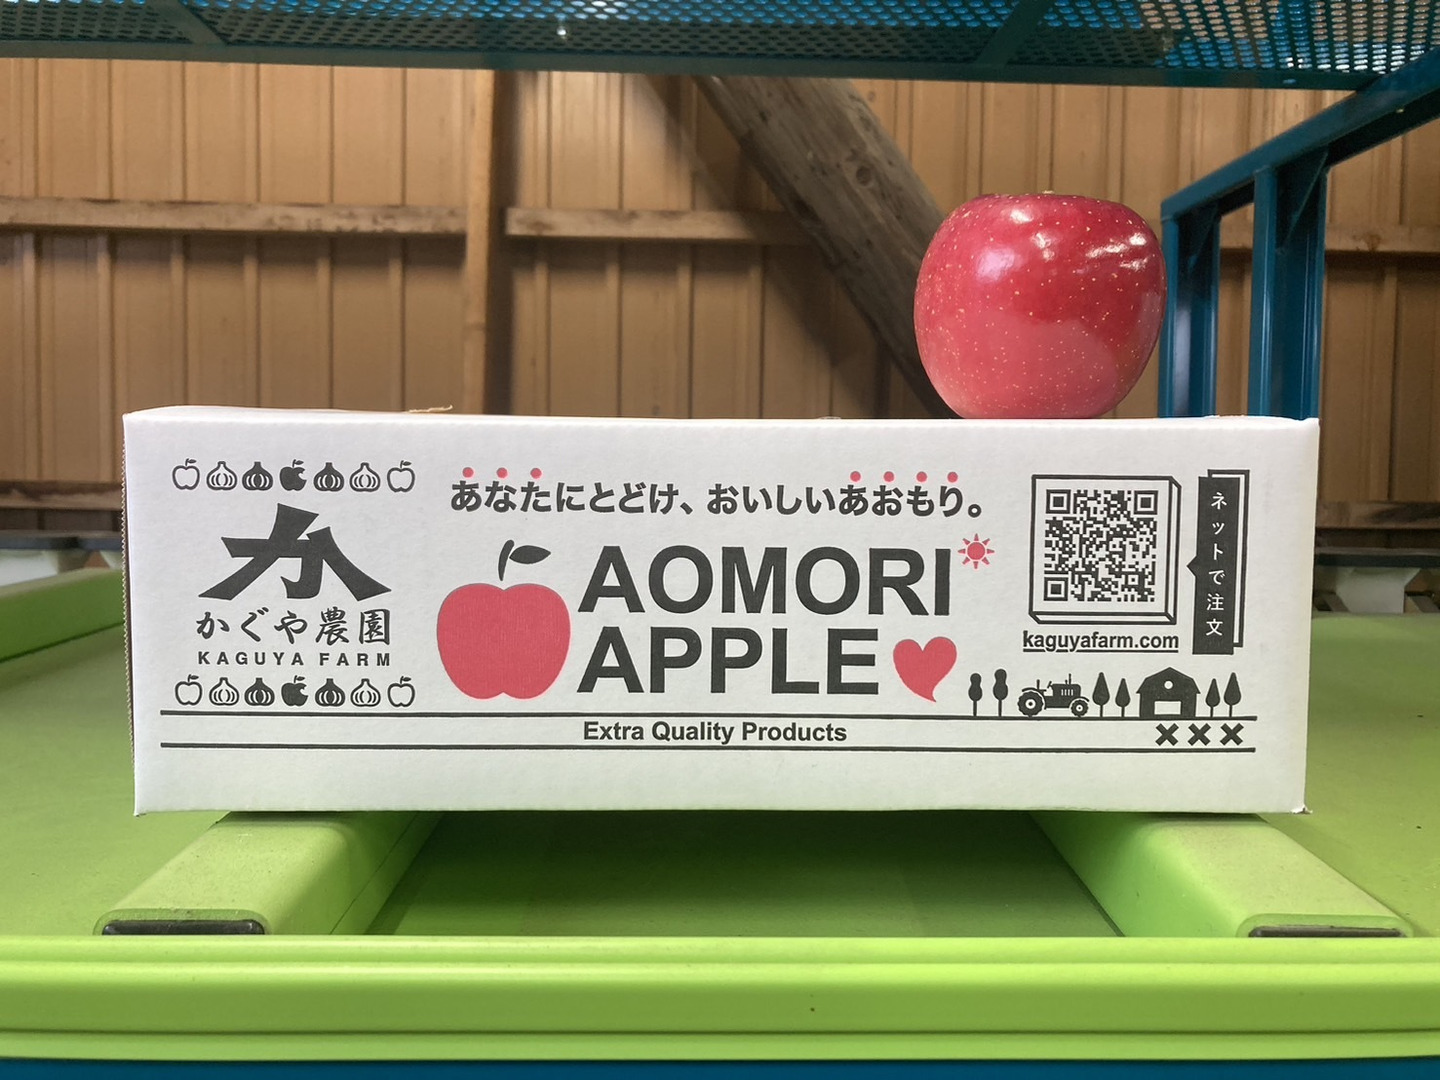 かぐや農園
KAGUYA FARM
あなたにとどけ、おいしいあおもり。
AOMORI
APPLE
Extra Quality Products
kaguyafarm.com
ネットで注文